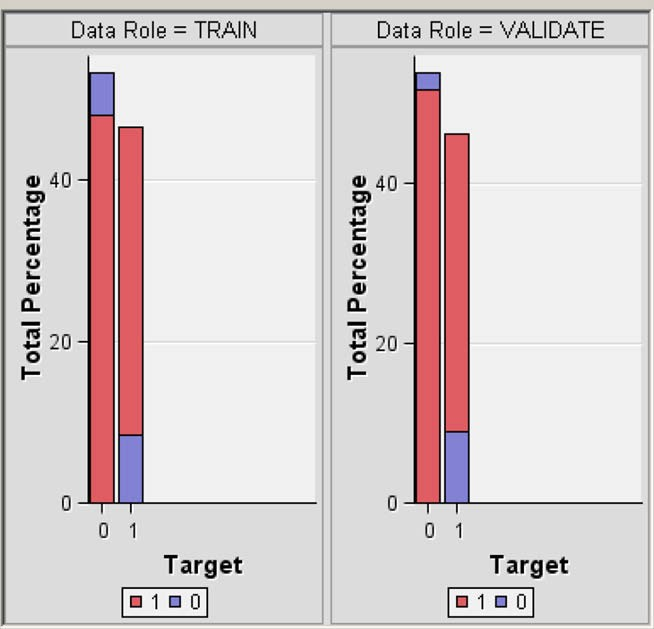 Data Role = TRAIN
Total Percentage
40
20
0
0 1
Target
1 0
Data Role = VALIDATE
Total Percentage
40
20
0
0 1
Target
1 0